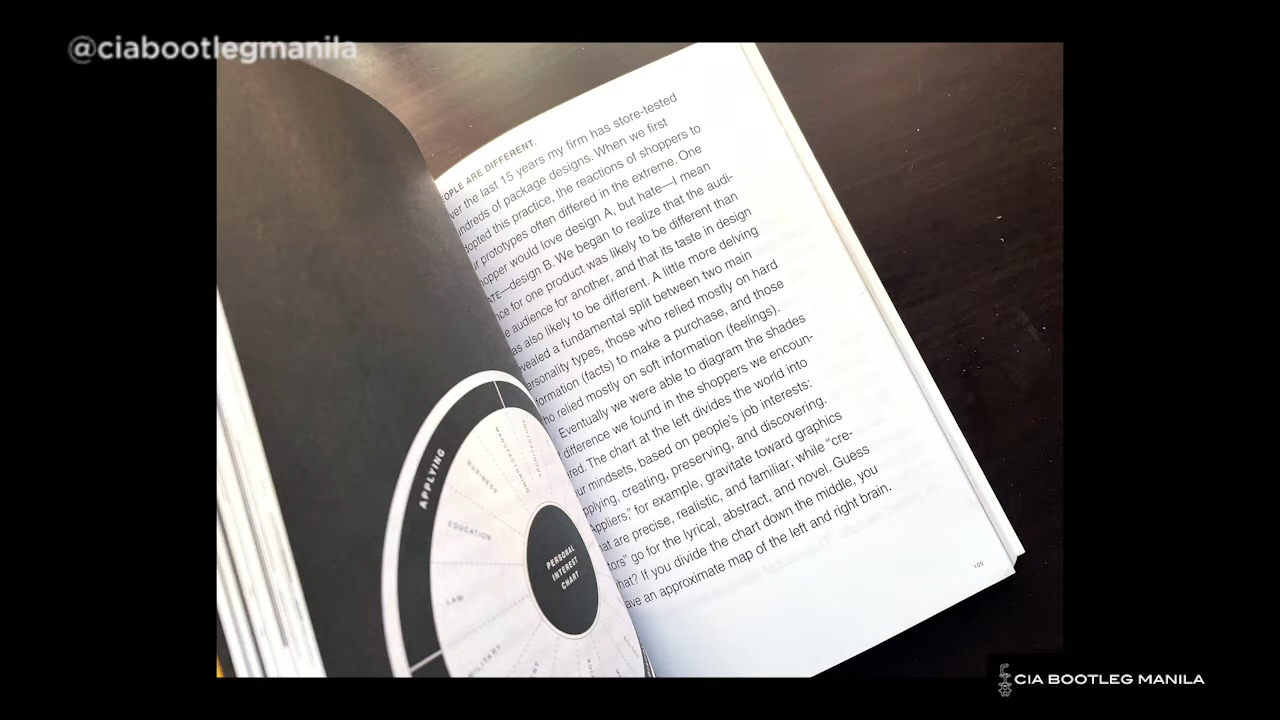 @ciabootlegmanila
OPLE ARE DIFFERENT.
ver the last 15 years my firm has store-tested
ndreds of package designs. When we first
dopted this practice, the reactions of shoppers to
r prototypes often differed in the extreme. One
hopper would love design A, but hate—I mean
ATE—design B. We began to realize that the audi-
nce for one product was likely to be different than
e audience for another, and that its taste in design
as also likely to be different. A little more delving
vealed a fundamental split between two main
ersonality types, those who relied mostly on hard
formation (facts) to make a purchase, and those
ho relied mostly on soft information (feelings).
Eventually we were able to diagram the shades
difference we found in the shoppers we encoun-
red. The chart at the left divides the world into
ur mindsets, based on people's job interests:
pplying, creating, preserving, and discovering.
ppliers," for example, gravitate toward graphics
hat are precise, realistic, and familiar, while "cre-
tors" go for the lyrical, abstract, and novel. Guess
hat? If you divide the chart down the middle, you
ave an approximate map of the left and right brain.
105
APPLYING
MANUFACTURING
BUSINESS
EDUCATION
LAW
MILITARY
PERSONAL
INTEREST
CHART
CIA BOOTLEG MANILA